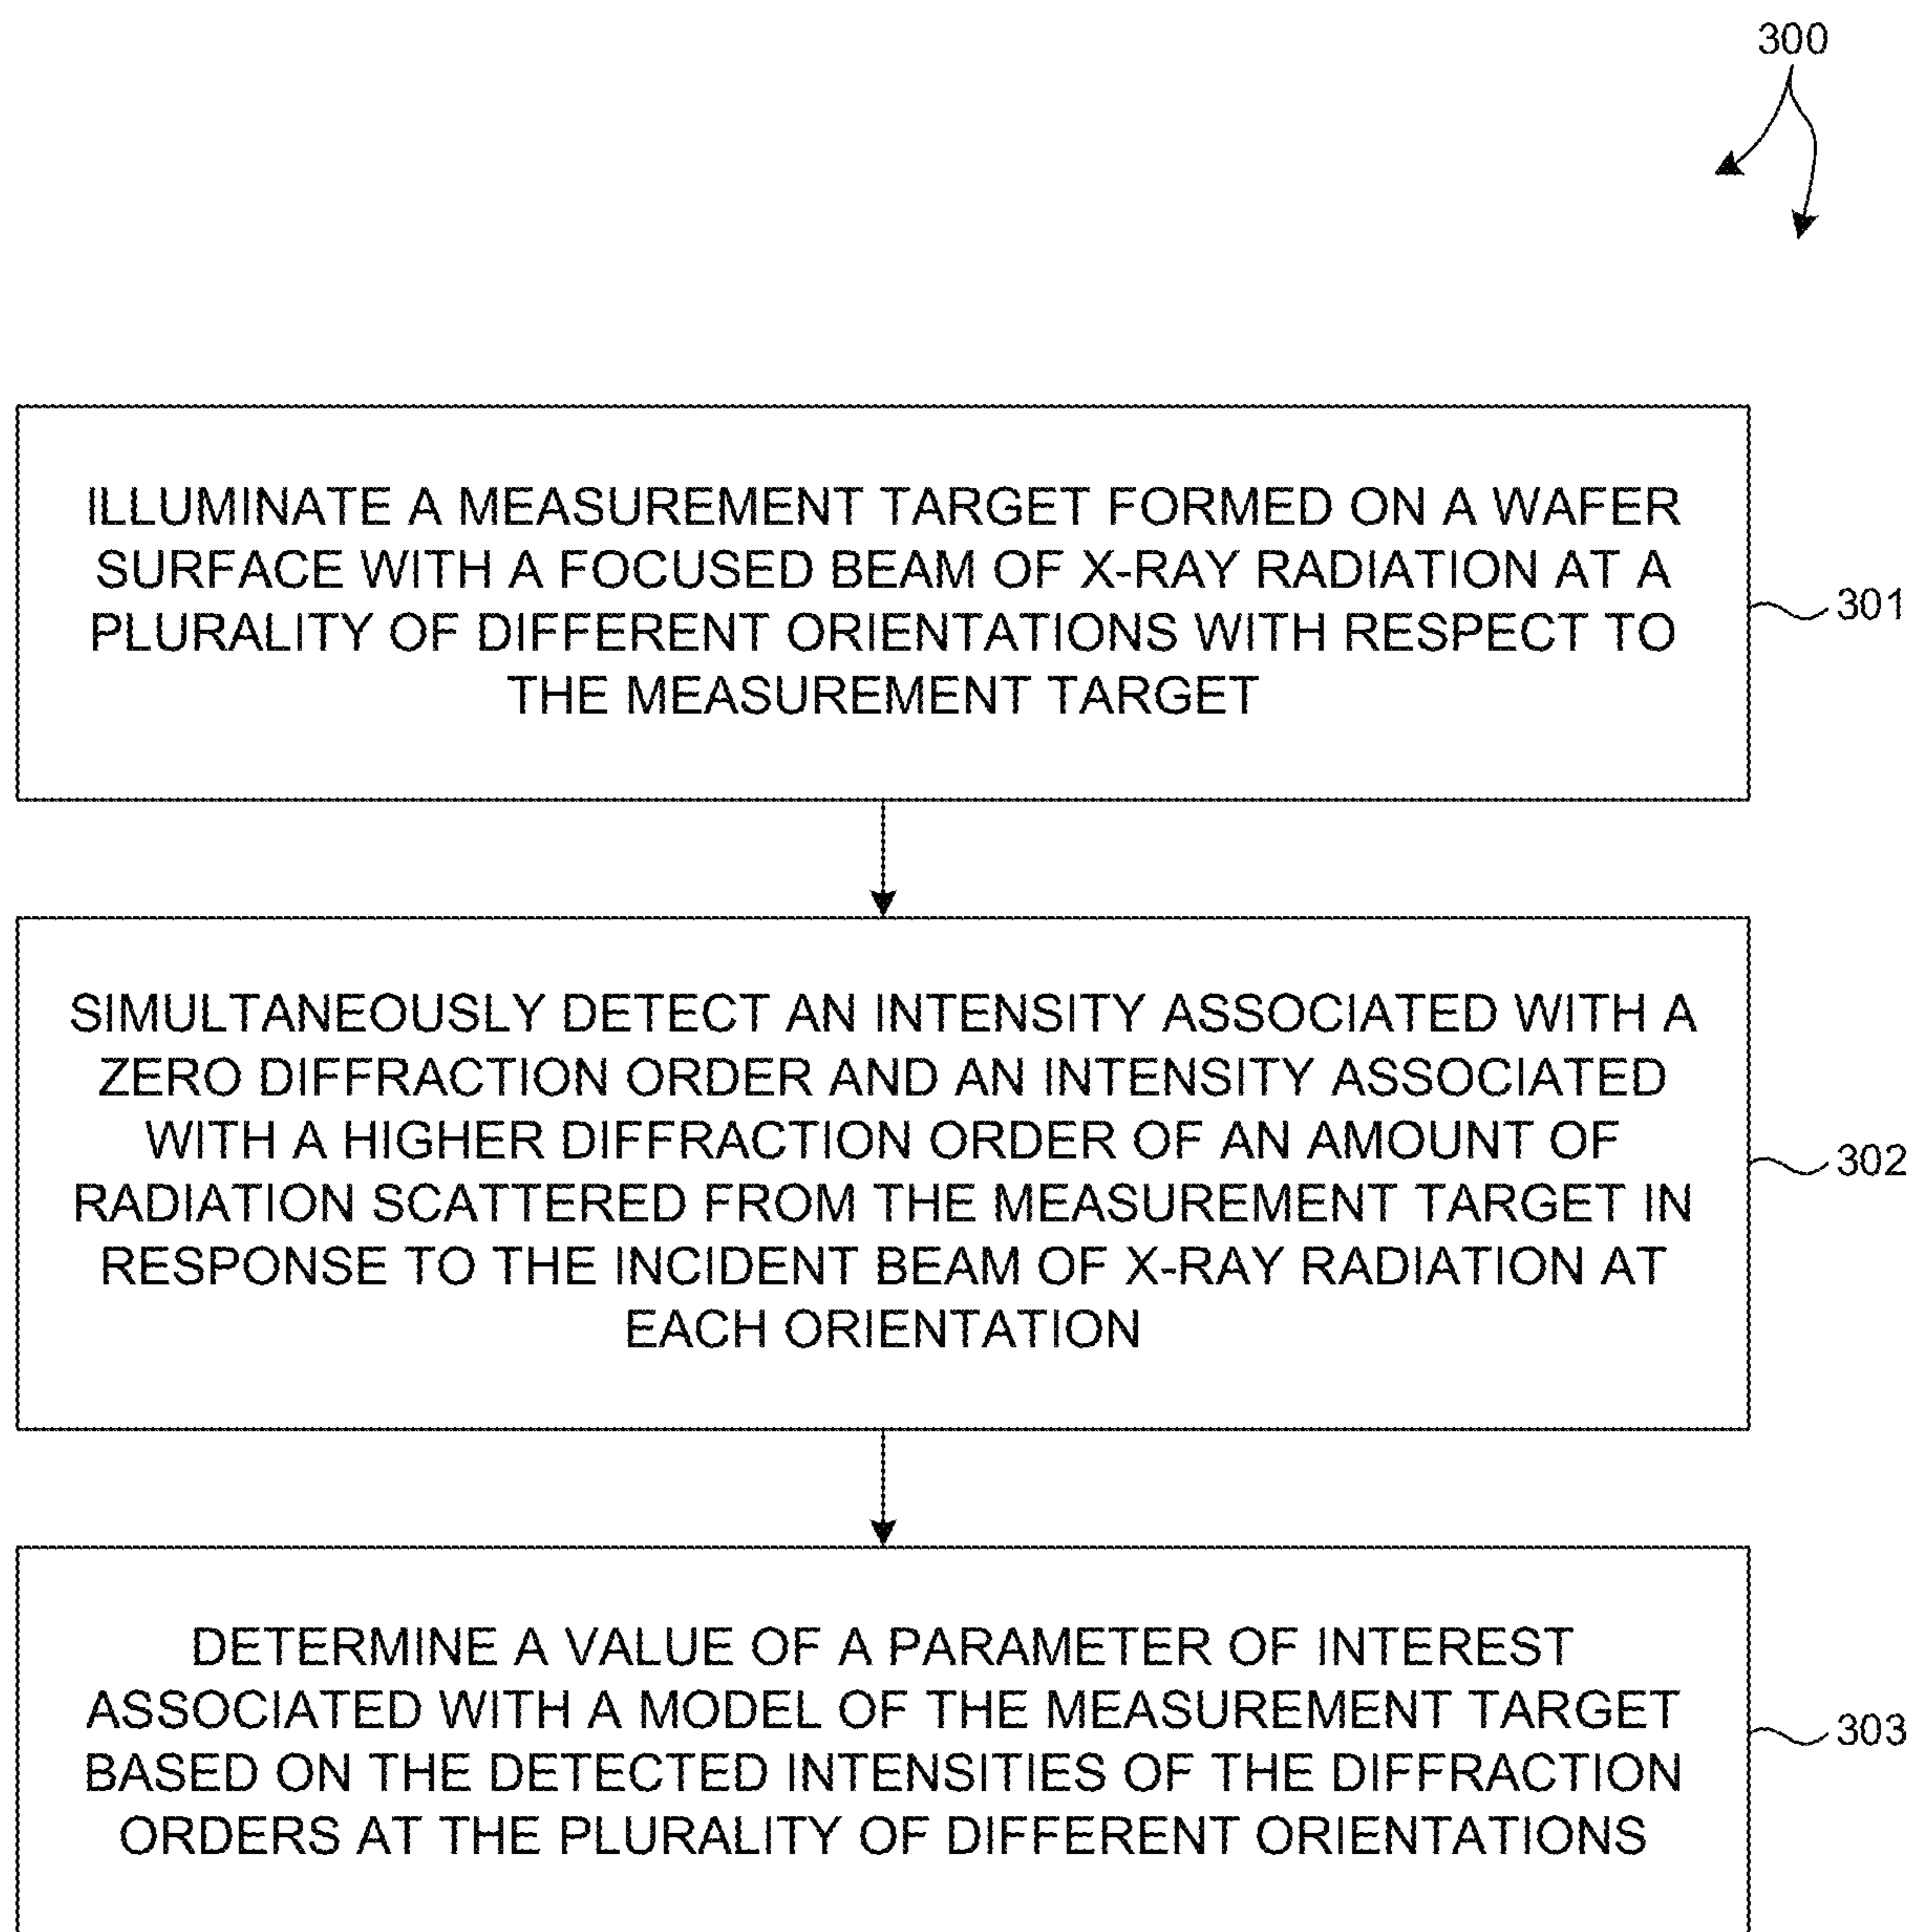 300
ILLUMINATE A MEASUREMENT TARGET FORMED ON A WAFER
SURFACE WITH A FOCUSED BEAM OF X-RAY RADIATION AT A
PLURALITY OF DIFFERENT ORIENTATIONS WITH RESPECT TO
THE MEASUREMENT TARGET
301
SIMULTANEOUSLY DETECT AN INTENSITY ASSOCIATED WITH A
ZERO DIFFRACTION ORDER AND AN INTENSITY ASSOCIATED
WITH A HIGHER DIFFRACTION ORDER OF AN AMOUNT OF
RADIATION SCATTERED FROM THE MEASUREMENT TARGET IN
RESPONSE TO THE INCIDENT BEAM OF X-RAY RADIATION AT
EACH ORIENTATION
302
DETERMINE A VALUE OF A PARAMETER OF INTEREST
ASSOCIATED WITH A MODEL OF THE MEASUREMENT TARGET
BASED ON THE DETECTED INTENSITIES OF THE DIFFRACTION
ORDERS AT THE PLURALITY OF DIFFERENT ORIENTATIONS
303